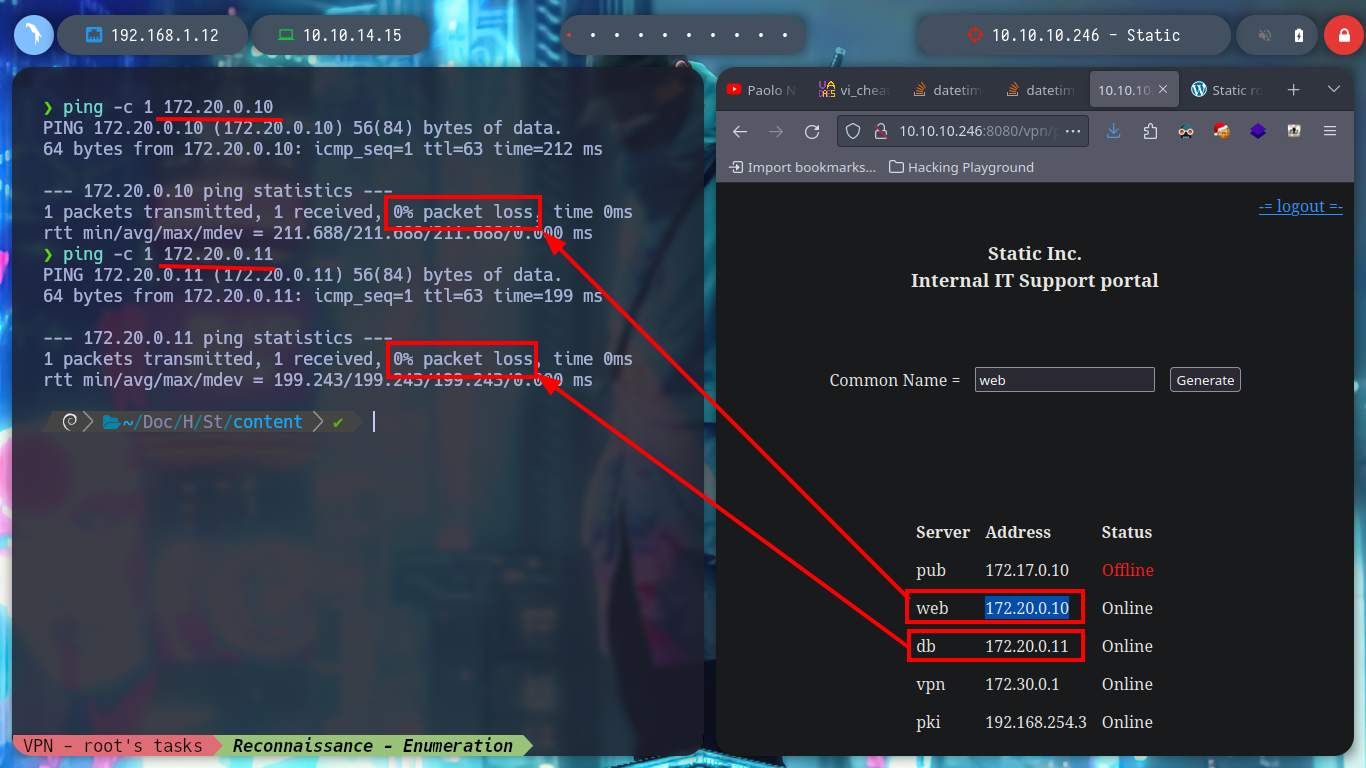 192.168.1.12
10.10.14.15
10.10.10.246 - Static
❯ ping -c 1 172.20.0.10
PING 172.20.0.10 (172.20.0.10) 56(84) bytes of data.
64 bytes from 172.20.0.10: icmp_seq=1 ttl=63 time=212 ms
--- 172.20.0.10 ping statistics ---
1 packets transmitted, 1 received, 0% packet loss, time 0ms
rtt min/avg/max/mdev = 211.688/211.688/211.688/0.000 ms
❯ ping -c 1 172.20.0.11
PING 172.20.0.11 (172.20.0.11) 56(84) bytes of data.
64 bytes from 172.20.0.11: icmp_seq=1 ttl=63 time=199 ms
--- 172.20.0.11 ping statistics ---
1 packets transmitted, 1 received, 0% packet loss, time 0ms
rtt min/avg/max/mdev = 199.243/199.243/199.243/0.000 ms
~/Doc/H/St/content ✔
VPN - root's tasks Reconnaissance - Enumeration
Paolo N vi_chea datetim datetim 10.10.10. Static ro
10.10.10.246:8080/vpn/
Import bookmarks... Hacking Playground
-= logout =-
Static Inc.
Internal IT Support portal
Common Name = web Generate
Server Address Status
pub 172.17.0.10 Offline
web 172.20.0.10 Online
db 172.20.0.11 Online
vpn 172.30.0.1 Online
pki 192.168.254.3 Online